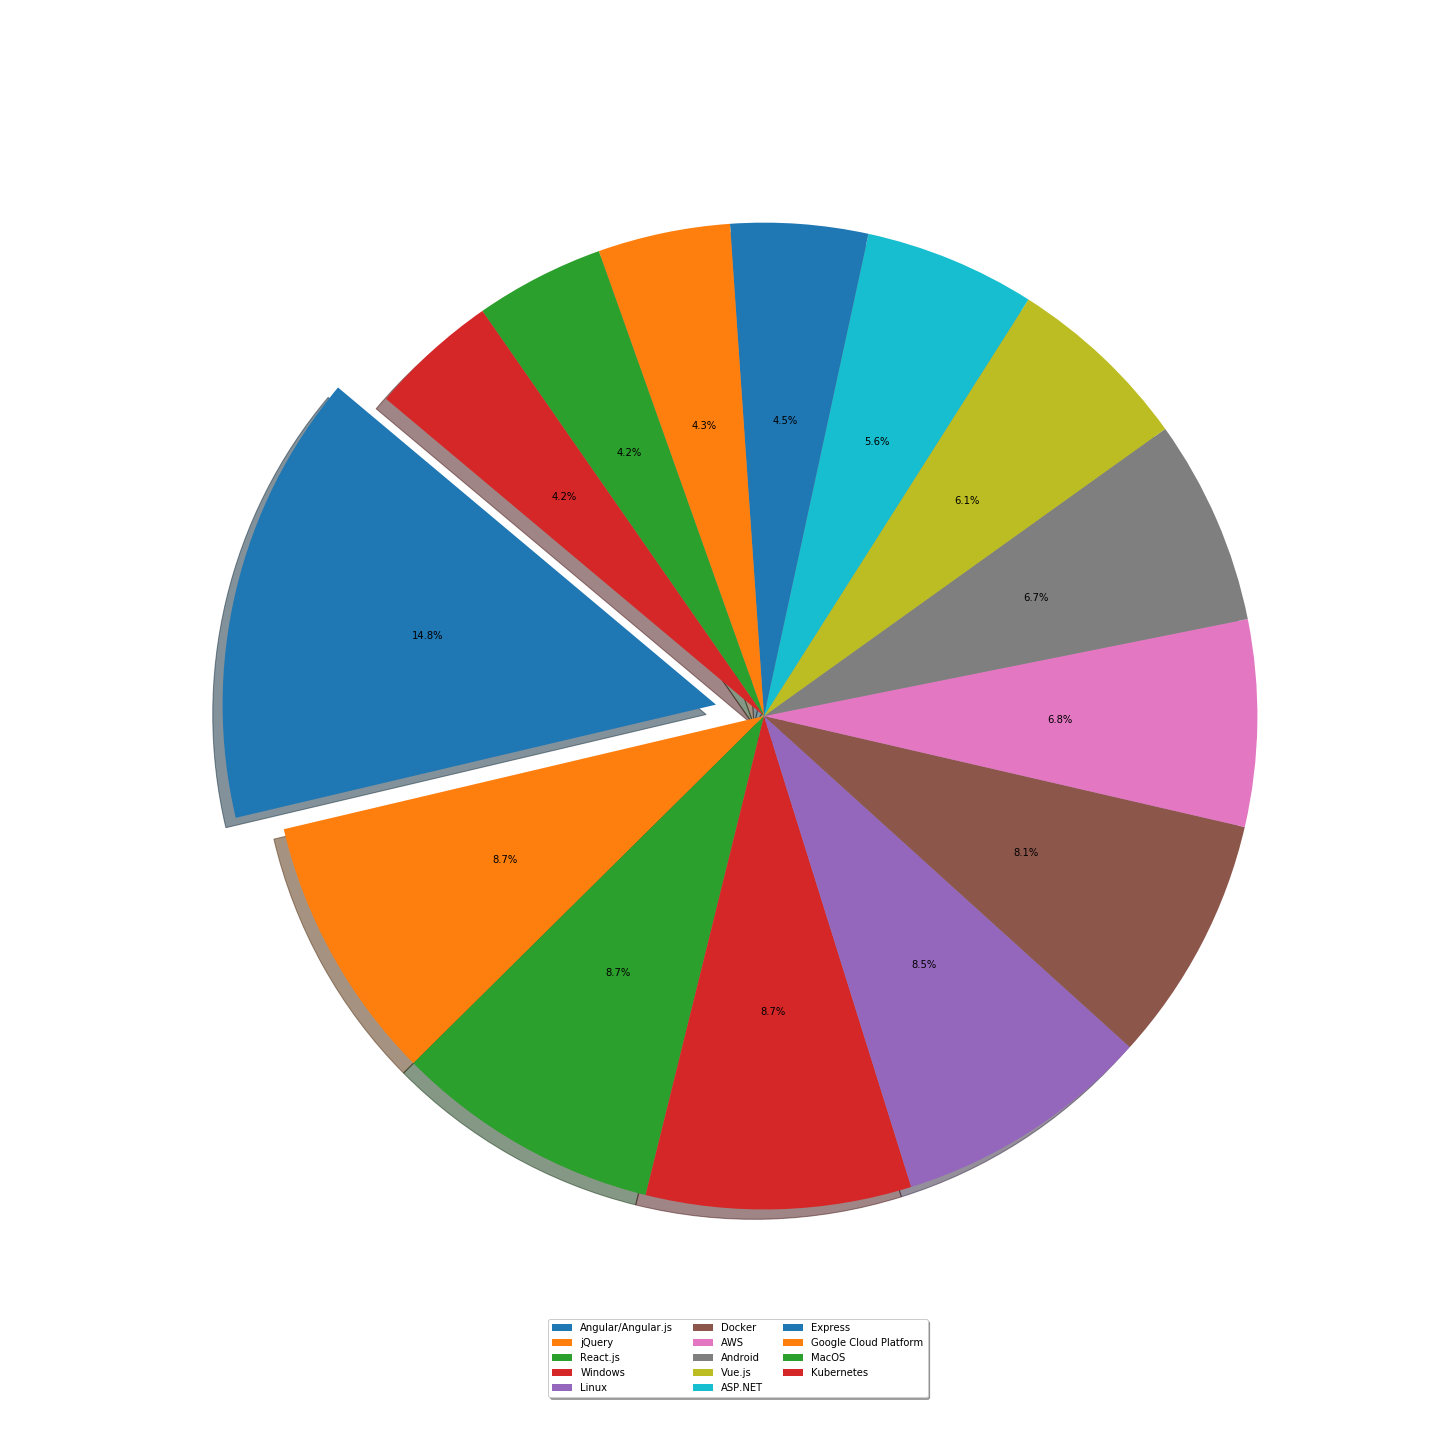 4.5%
4.3%
5.6%
4.2%
4.2%
6.1%
6.7%
14.8%
6.8%
8.1%
8.7%
8.5%
8.7%
8.7%
Angular/Angular.js
jQuery
React.js
Windows
Linux
Docker
AWS
Android
Vue.js
ASP.NET
Express
Google Cloud Platform
MacOS
Kubernetes